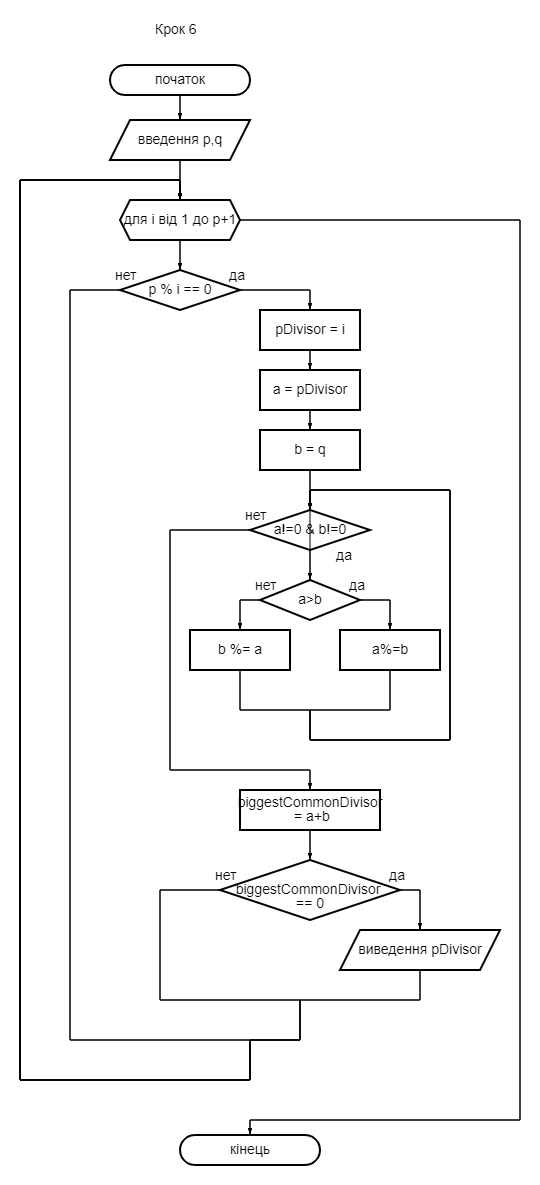 Крок 6
початок
введення p,q
для і від 1 до p+1
нет
да
p % i == 0
pDivisor = i
a = pDivisor
b = q
нет
a!=0 & b!=0
да
нет
да
a>b
b %= a
a%=b
biggestCommonDivisor
= a+b
нет
да
biggestCommonDivisor
== 0
виведення pDivisor
кінець